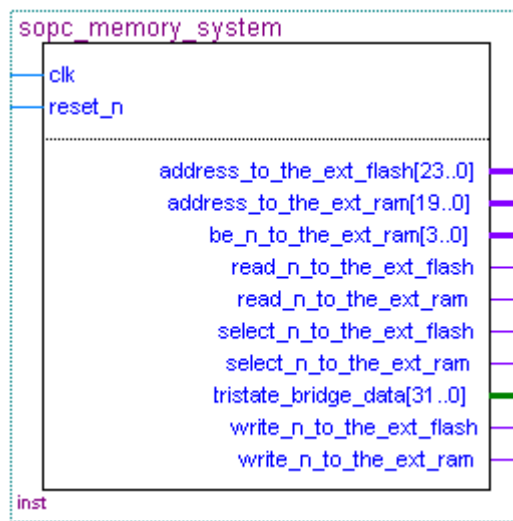 sopc_memory_system
clk
reset_n
address_to_the_ext_flash[23..0]
address_to_the_ext_ram[19..0]
be_n_to_the_ext_ram[3..0]
read_n_to_the_ext_flash
read_n_to_the_ext_ram
select_n_to_the_ext_flash
select_n_to_the_ext_ram
tristate_bridge_data[31..0]
write_n_to_the_ext_flash
write_n_to_the_ext_ram
inst